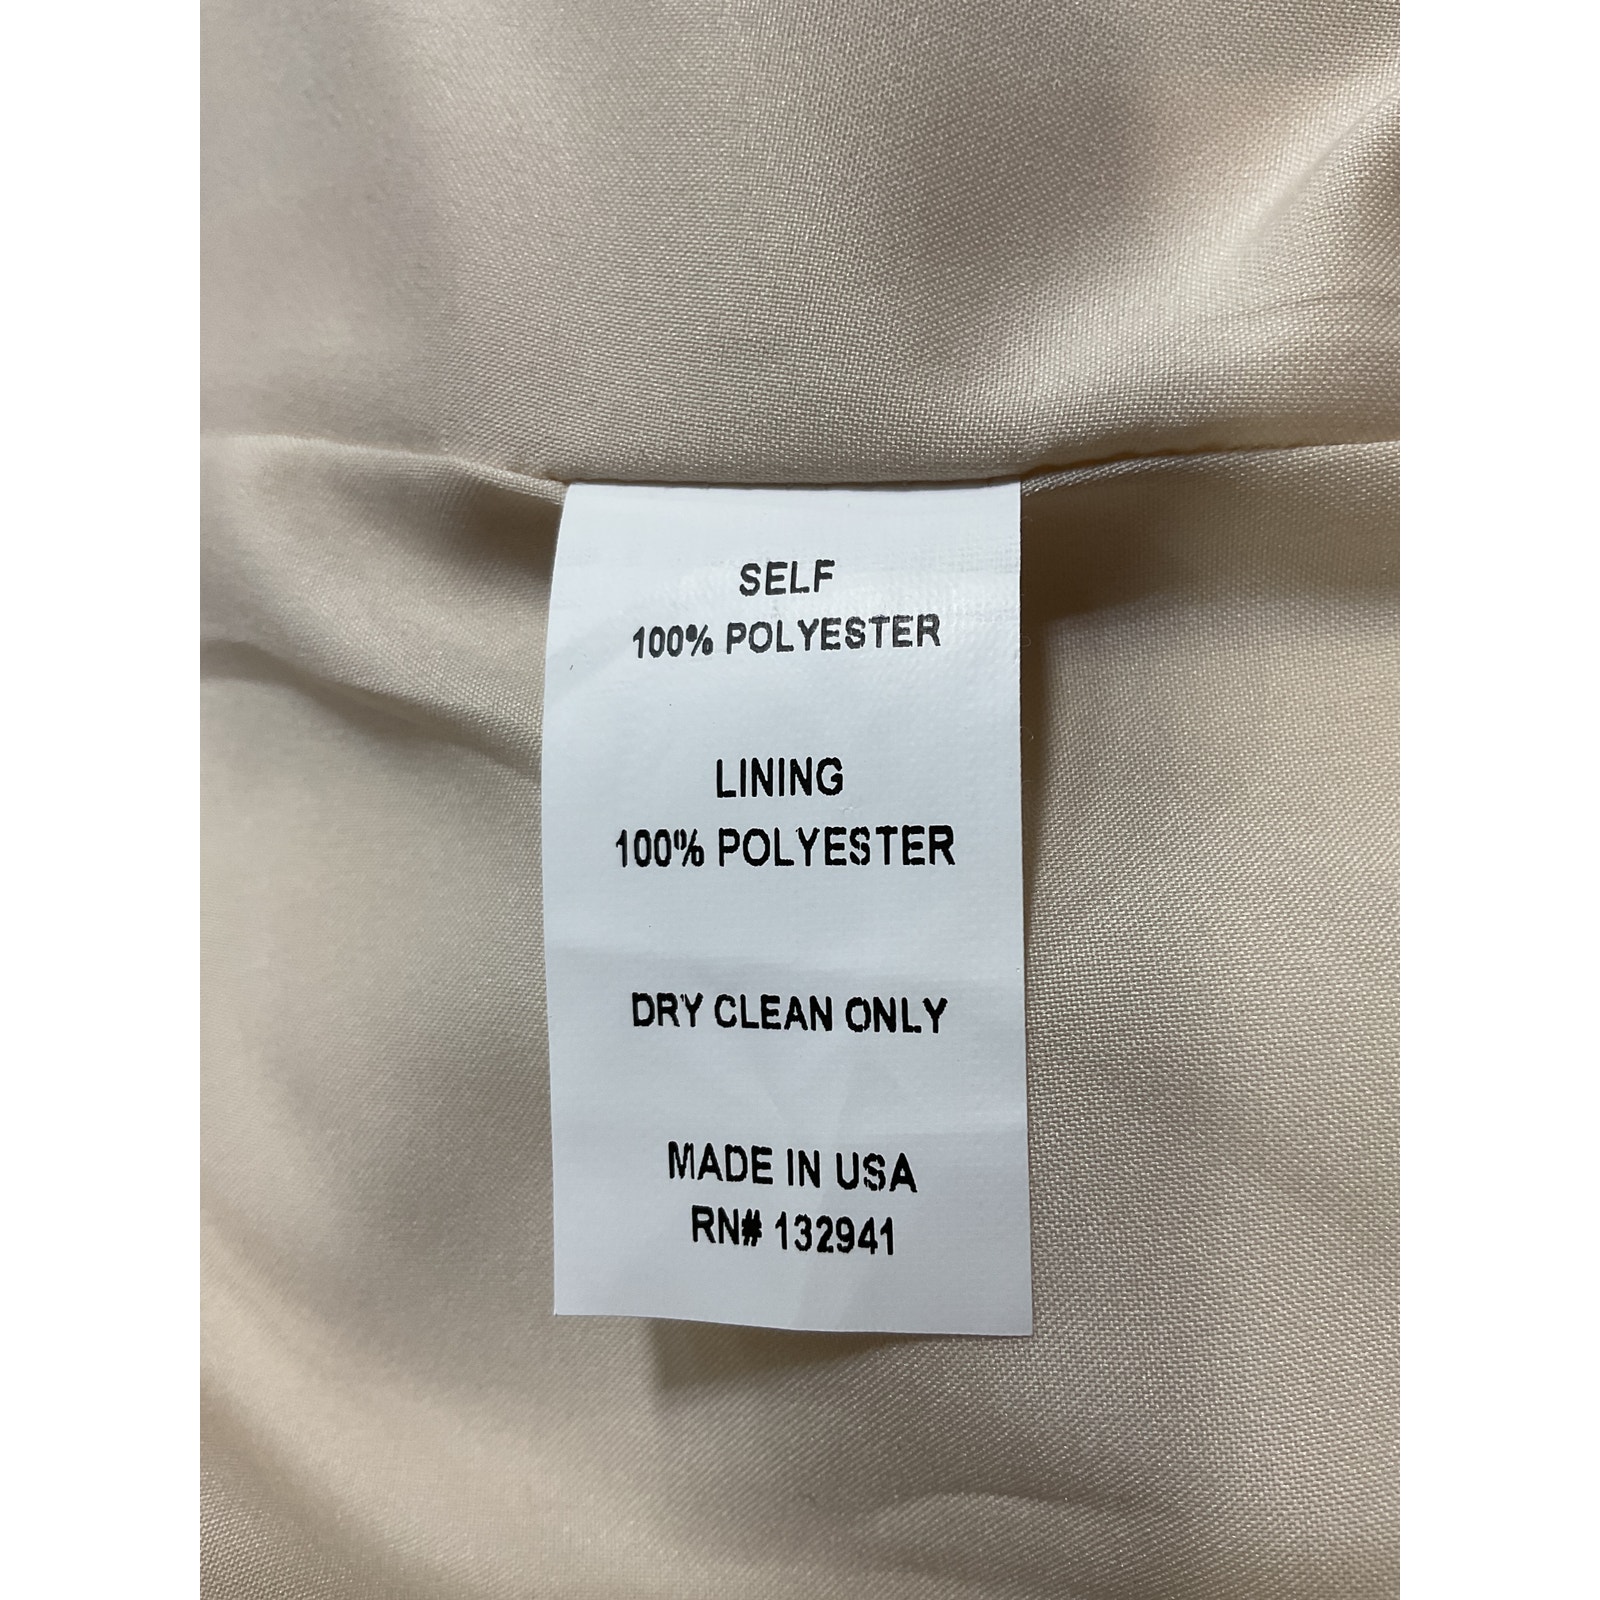 SELF
100% POLYESTER
LINING
100% POLYESTER
DRY CLEAN ONLY
MADE IN USA
RN# 132941